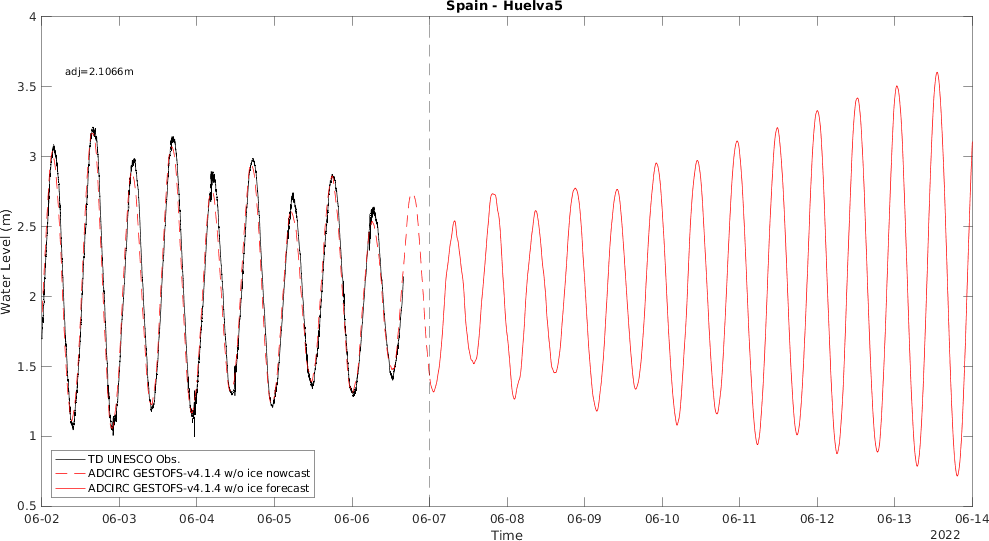 Spain - Huelva5
4
3.5
3
2.5
2
1.5
1
0.5
Water Level (m)
adj=2.1066m
TD UNESCO Obs.
ADCIRC GESTOFS-v4.1.4 w/o ice nowcast
ADCIRC GESTOFS-v4.1.4 w/o ice forecast
06-02 06-03 06-04 06-05 06-06 06-07 06-08 06-09 06-10 06-11 06-12 06-13 06-14
Time
2022